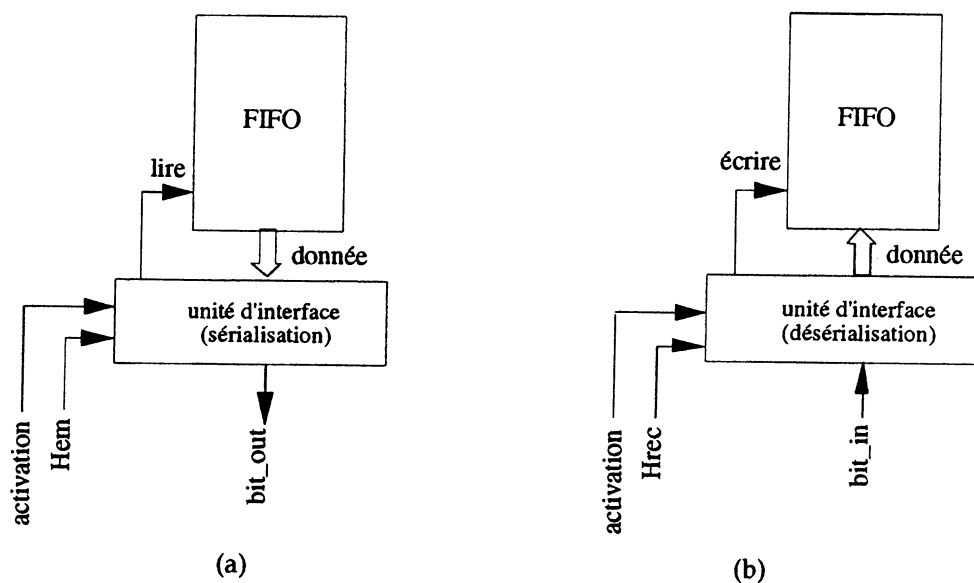 FIFO
lire
donnée
unité d'interface
(sérialisation)
activation
Hem
bit_out
(a)
FIFO
écrire
donnée
unité d'interface
(désérialisation)
activation
Hrec
bit_in
(b)